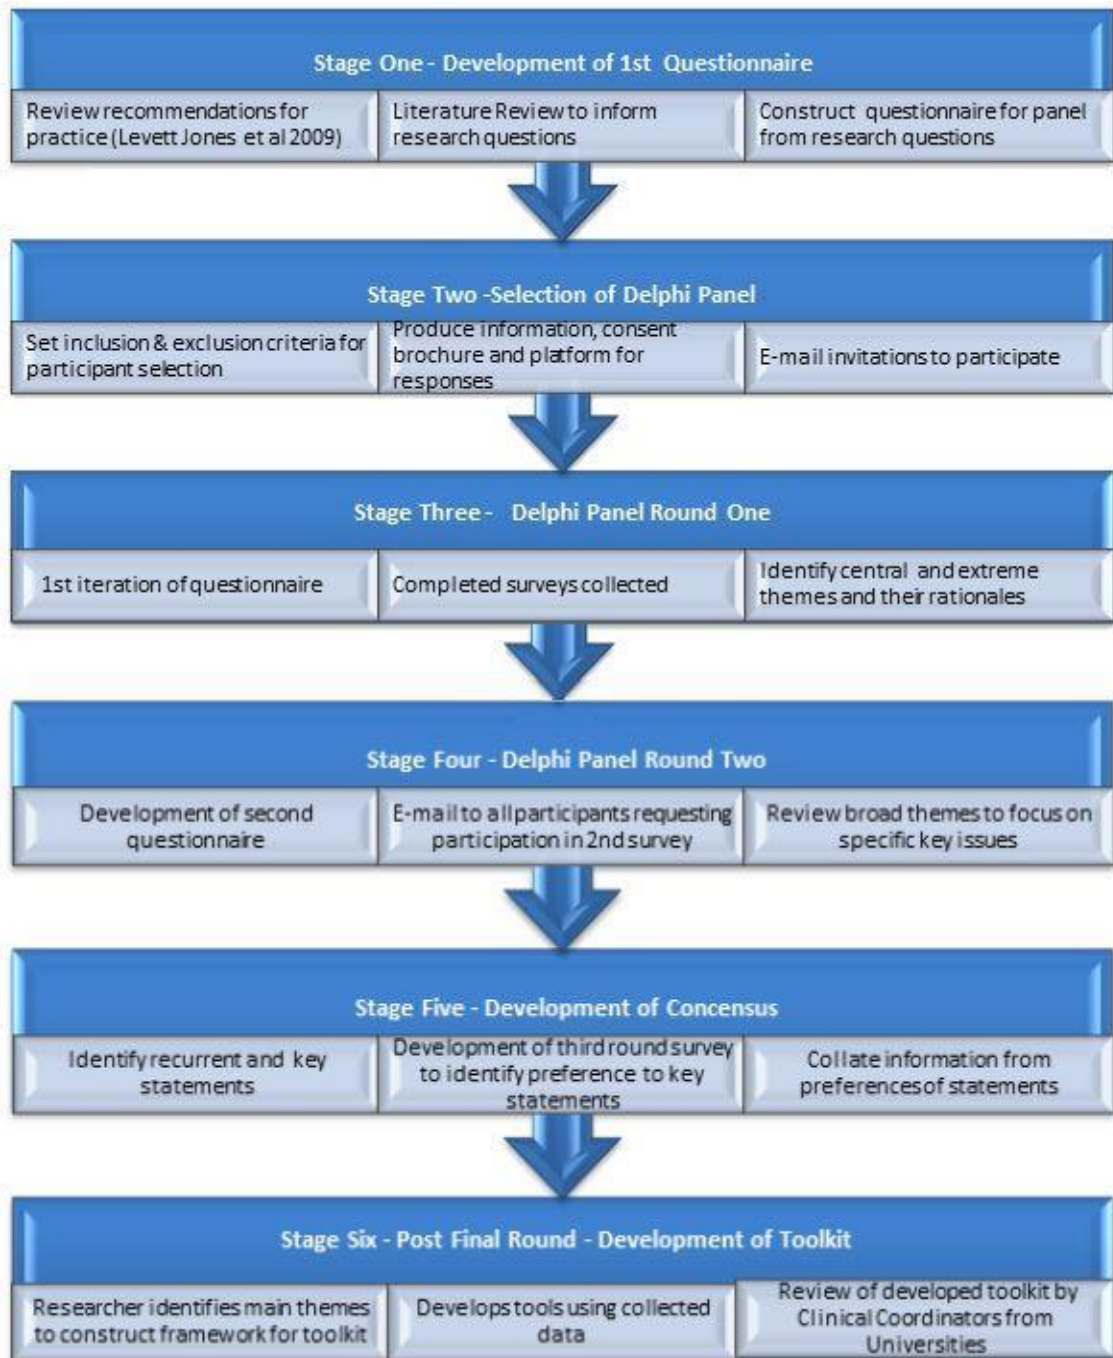 Stage One - Development of 1st Questionnaire
Review recommendations for
practice (Levett Jones et al 2009)
Literature Review to inform
research questions
Construct questionnaire for panel
from research questions
Stage Two -Selection of Delphi Panel
Set inclusion & exclusion criteria for
participant selection
Produce information, consent
brochure and platform for
responses
E-mail invitations to participate
Stage Three - Delphi Panel Round One
1st iteration of questionnaire
Completed surveys collected
Identify central and extreme
themes and their rationales
Stage Four - Delphi Panel Round Two
Development of second
questionnaire
E-mail to all participants requesting
participation in 2nd survey
Review broad themes to focus on
specific key issues
Stage Five - Development of Concensus
Identify recurrent and key
statements
Development of third round survey
to identify preference to key
statements
Collate information from
preferences of statements
Stage Six - Post Final Round - Development of Toolkit
Researcher identifies main themes
to construct framework for toolkit
Develops tools using collected
data
Review of developed toolkit by
Clinical Coordinators from
Universities